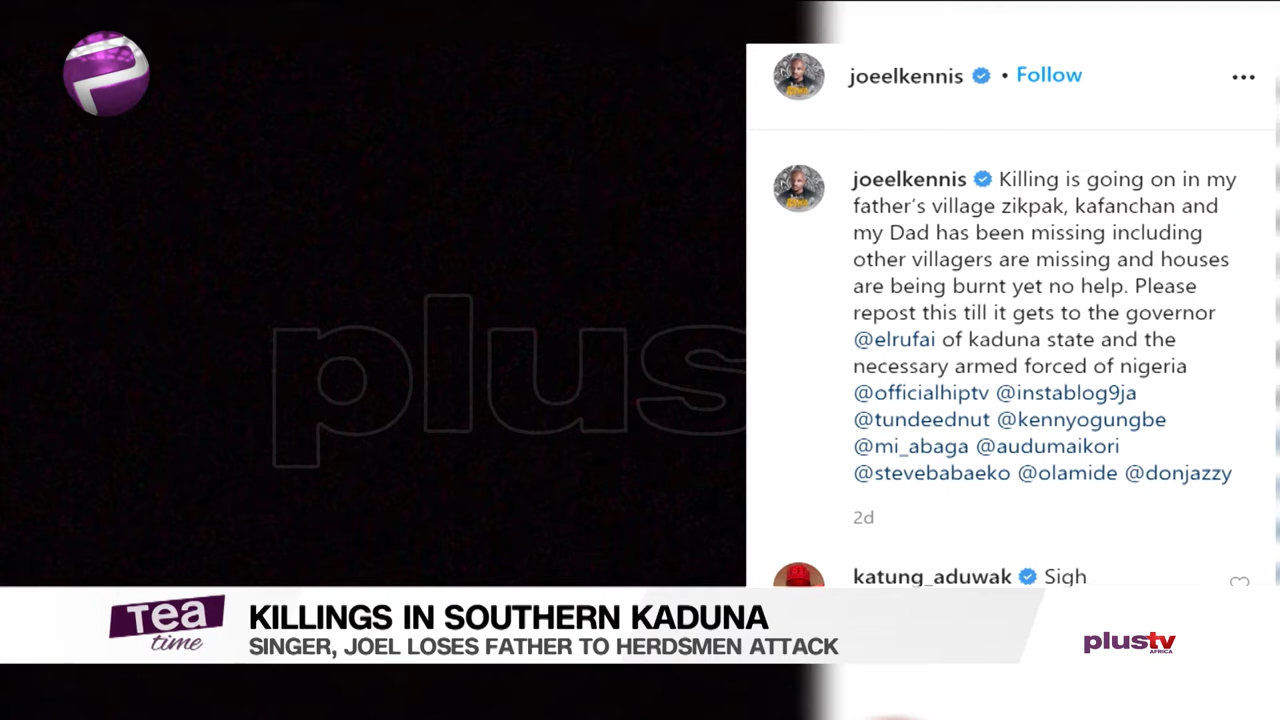 joeelkennis • Follow
joeelkennis Killing is going on in my
father's village zikpak, kafanchan and
my Dad has been missing including
other villagers are missing and houses
are being burnt yet no help. Please
repost this till it gets to the governor
@elrufai of kaduna state and the
necessary armed forced of nigeria
@officialhiptv @instablog9ja
@tundeednut @kennyogungbe
@mi_abaga @audumaikori
@stevebabaeko @olamide @donjazzy
2d
katung_aduwak Sigh
plus
Tea
time
KILLINGS IN SOUTHERN KADUNA
SINGER, JOEL LOSES FATHER TO HERDSMEN ATTACK
plustv
AFRICA